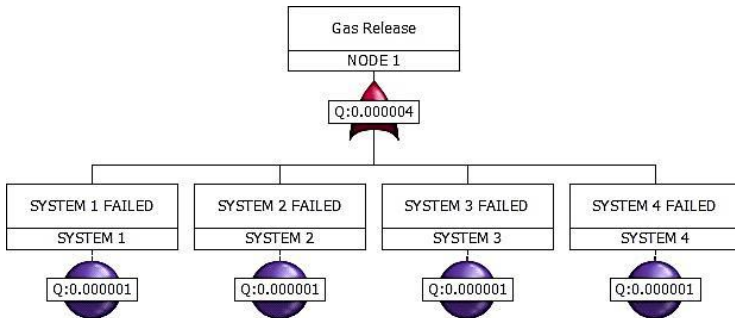 Gas Release
NODE 1
Q:0.000004
SYSTEM 1 FAILED
SYSTEM 1
Q:0.000001
SYSTEM 2 FAILED
SYSTEM 2
Q:0.000001
SYSTEM 3 FAILED
SYSTEM 3
Q:0.000001
SYSTEM 4 FAILED
SYSTEM 4
Q:0.000001